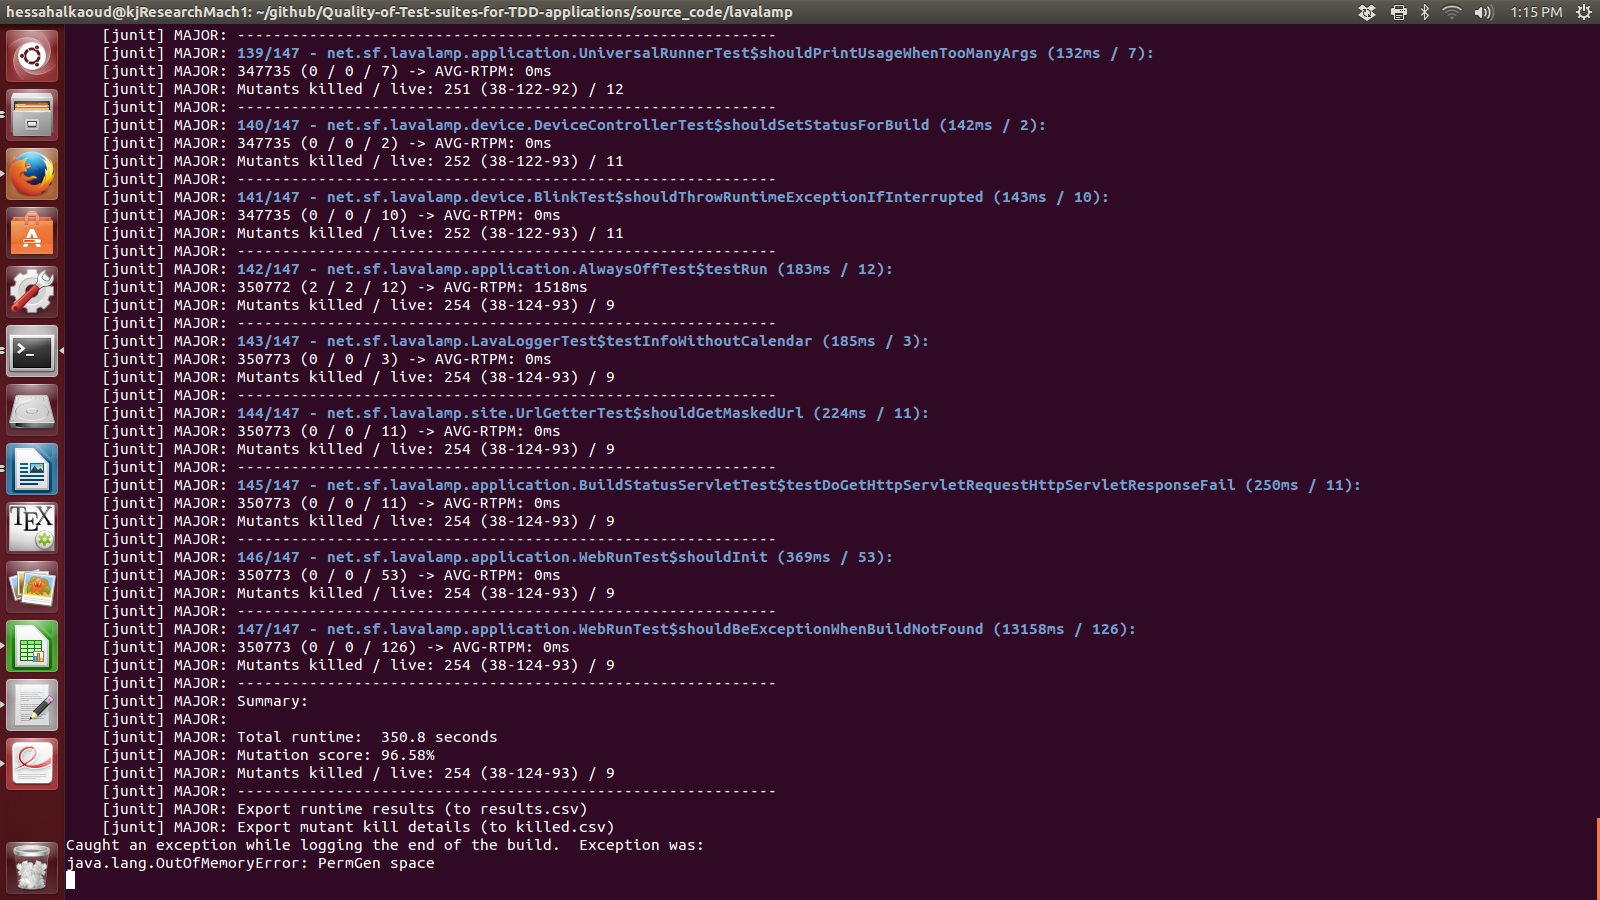 hessahalkaoud@kjResearchMach1: ~/github/Quality-of-Test-suites-for-TDD-applications/source_code/lavalamp 1:15 PM
[junit] MAJOR: ------------------------------------------------------------
[junit] MAJOR: 139/147 - net.sf.lavalamp.application.UniversalRunnerTest$shouldPrintUsageWhenTooManyArgs (132ms / 7):
[junit] MAJOR: 347735 (0 / 0 / 7) -> AVG-RTPM: 0ms
[junit] MAJOR: Mutants killed / live: 251 (38-122-92) / 12
[junit] MAJOR: ------------------------------------------------------------
[junit] MAJOR: 140/147 - net.sf.lavalamp.device.DeviceControllerTest$shouldSetStatusForBuild (142ms / 2):
[junit] MAJOR: 347735 (0 / 0 / 2) -> AVG-RTPM: 0ms
[junit] MAJOR: Mutants killed / live: 252 (38-122-93) / 11
[junit] MAJOR: ------------------------------------------------------------
[junit] MAJOR: 141/147 - net.sf.lavalamp.device.BlinkTest$shouldThrowRuntimeExceptionIfInterrupted (143ms / 10):
[junit] MAJOR: 347735 (0 / 0 / 10) -> AVG-RTPM: 0ms
[junit] MAJOR: Mutants killed / live: 252 (38-122-93) / 11
[junit] MAJOR: ------------------------------------------------------------
[junit] MAJOR: 142/147 - net.sf.lavalamp.application.AlwaysOffTest$testRun (183ms / 12):
[junit] MAJOR: 350772 (2 / 2 / 12) -> AVG-RTPM: 1518ms
[junit] MAJOR: Mutants killed / live: 254 (38-124-93) / 9
[junit] MAJOR: ------------------------------------------------------------
[junit] MAJOR: 143/147 - net.sf.lavalamp.LavaLoggerTest$testInfoWithoutCalendar (185ms / 3):
[junit] MAJOR: 350773 (0 / 0 / 3) -> AVG-RTPM: 0ms
[junit] MAJOR: Mutants killed / live: 254 (38-124-93) / 9
[junit] MAJOR: ------------------------------------------------------------
[junit] MAJOR: 144/147 - net.sf.lavalamp.site.UrlGetterTest$shouldGetMaskedUrl (224ms / 11):
[junit] MAJOR: 350773 (0 / 0 / 11) -> AVG-RTPM: 0ms
[junit] MAJOR: Mutants killed / live: 254 (38-124-93) / 9
[junit] MAJOR: ------------------------------------------------------------
[junit] MAJOR: 145/147 - net.sf.lavalamp.application.BuildStatusServletTest$testDoGetHttpServletRequestHttpServletResponseFail (250ms / 11):
[junit] MAJOR: 350773 (0 / 0 / 11) -> AVG-RTPM: 0ms
[junit] MAJOR: Mutants killed / live: 254 (38-124-93) / 9
[junit] MAJOR: ------------------------------------------------------------
[junit] MAJOR: 146/147 - net.sf.lavalamp.application.WebRunTest$shouldInit (369ms / 53):
[junit] MAJOR: 350773 (0 / 0 / 53) -> AVG-RTPM: 0ms
[junit] MAJOR: Mutants killed / live: 254 (38-124-93) / 9
[junit] MAJOR: ------------------------------------------------------------
[junit] MAJOR: 147/147 - net.sf.lavalamp.application.WebRunTest$shouldBeExceptionWhenBuildNotFound (13158ms / 126):
[junit] MAJOR: 350773 (0 / 0 / 126) -> AVG-RTPM: 0ms
[junit] MAJOR: Mutants killed / live: 254 (38-124-93) / 9
[junit] MAJOR: ------------------------------------------------------------
[junit] MAJOR: Summary:
[junit] MAJOR:
[junit] MAJOR: Total runtime:  350.8 seconds
[junit] MAJOR: Mutation score: 96.58%
[junit] MAJOR: Mutants killed / live: 254 (38-124-93) / 9
[junit] MAJOR: ------------------------------------------------------------
[junit] MAJOR: Export runtime results (to results.csv)
[junit] MAJOR: Export mutant kill details (to killed.csv)
Caught an exception while logging the end of the build.  Exception was:
java.lang.OutOfMemoryError: PermGen space
TEX